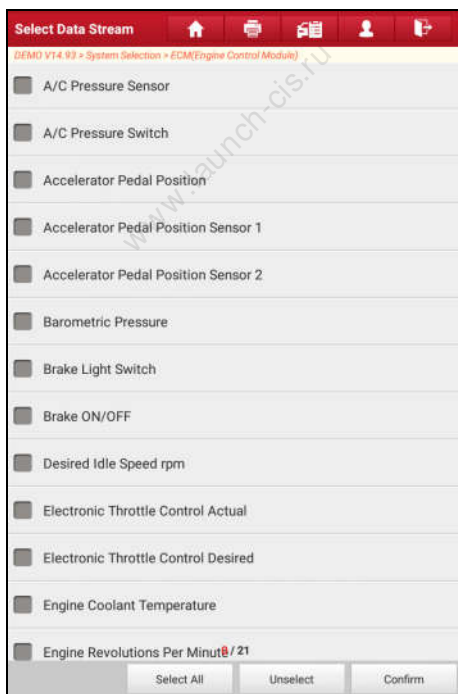 Select Data Stream
DEMO V14.93 > System Selection > ECM(Engine Control Module)
A/C Pressure Sensor
A/C Pressure Switch
Accelerator Pedal Position
Accelerator Pedal Position Sensor 1
Accelerator Pedal Position Sensor 2
Barometric Pressure
Brake Light Switch
Brake ON/OFF
Desired Idle Speed rpm
Electronic Throttle Control Actual
Electronic Throttle Control Desired
Engine Coolant Temperature
Engine Revolutions Per Minute / 21
Select All Unselect Confirm
www.launch-cis.ru